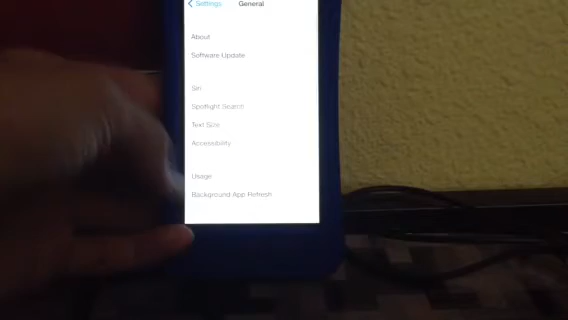 Settings General
About
Software Update
Siri
Spotlight Search
Text Size
Accessibility
Usage
Background App Refresh